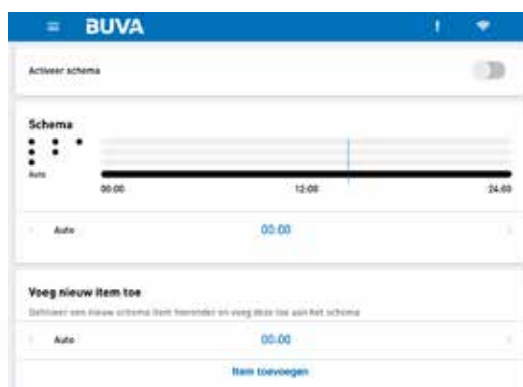 BUVA
!
Activeer schema
Schema
Auto
00:00 12:00 24:00
Auto 00:00
Voeg nieuw item toe
Definieer een nieuw schema item hieronder en voeg deze toe aan het schema
Auto 00:00
Item toevoegen